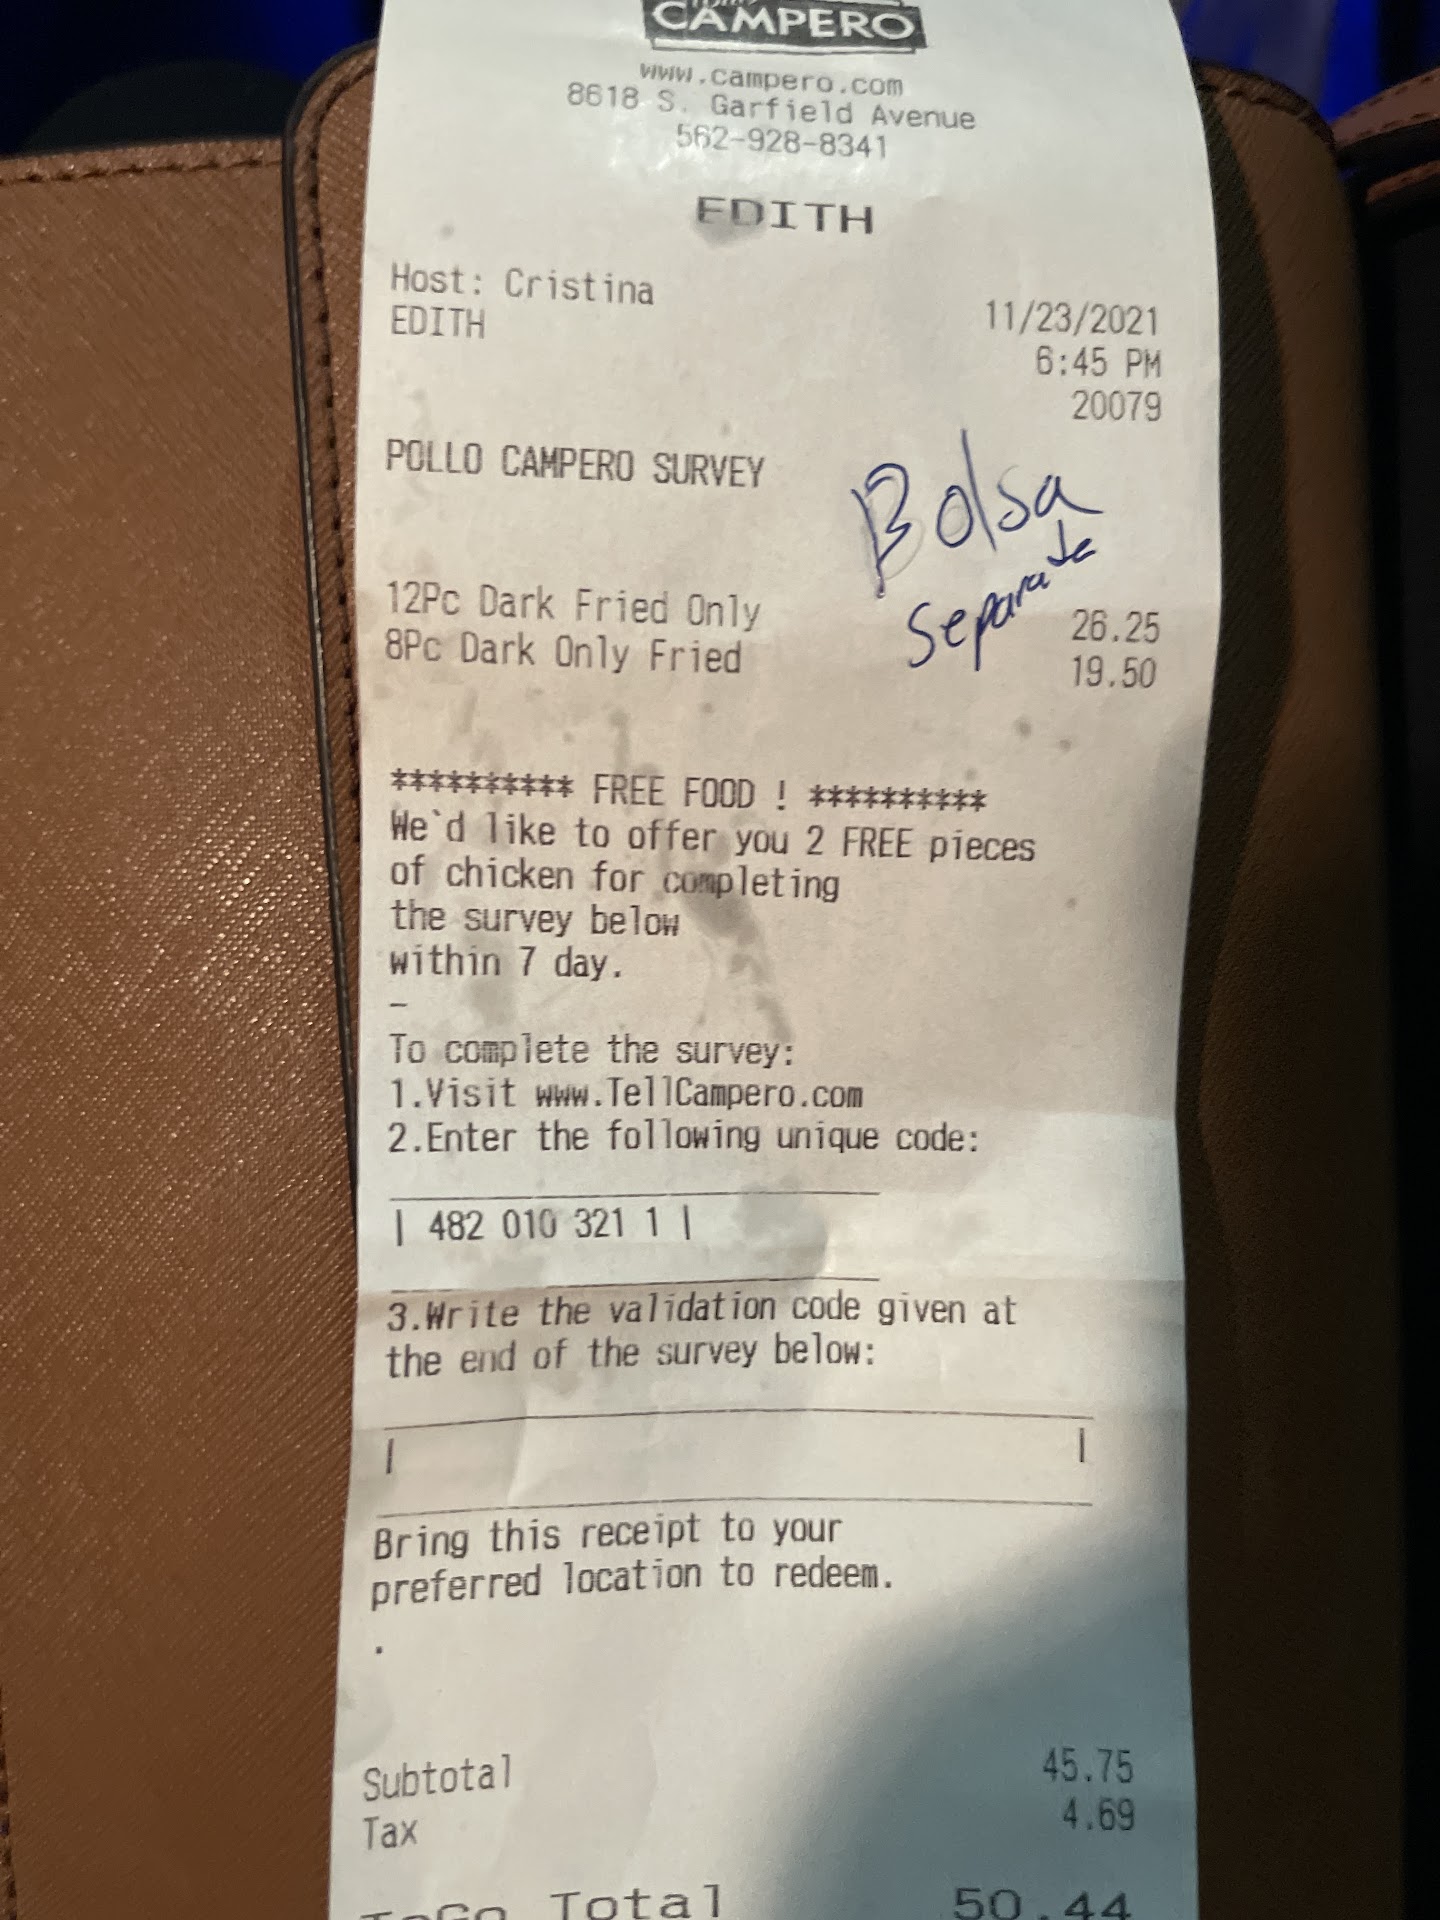 CAMPERO
www.campero.com
8618 S. Garfield Avenue
562-928-8341
EDITH
Host: Cristina
EDITH
11/23/2021
6:45 PM
20079
POLLO CAMPERO SURVEY
Bolsa
Separate
12Pc Dark Fried Only 26.25
8Pc Dark Only Fried 19.50
********** FREE FOOD ! **********
We`d like to offer you 2 FREE pieces
of chicken for completing
the survey below
within 7 day.
-
To complete the survey:
1.Visit www.TellCampero.com
2.Enter the following unique code:
| 482 010 321 1 |
3.Write the validation code given at
the end of the survey below:
| |
Bring this receipt to your
preferred location to redeem.
.
Subtotal 45.75
Tax 4.69
ToGo Total 50.44